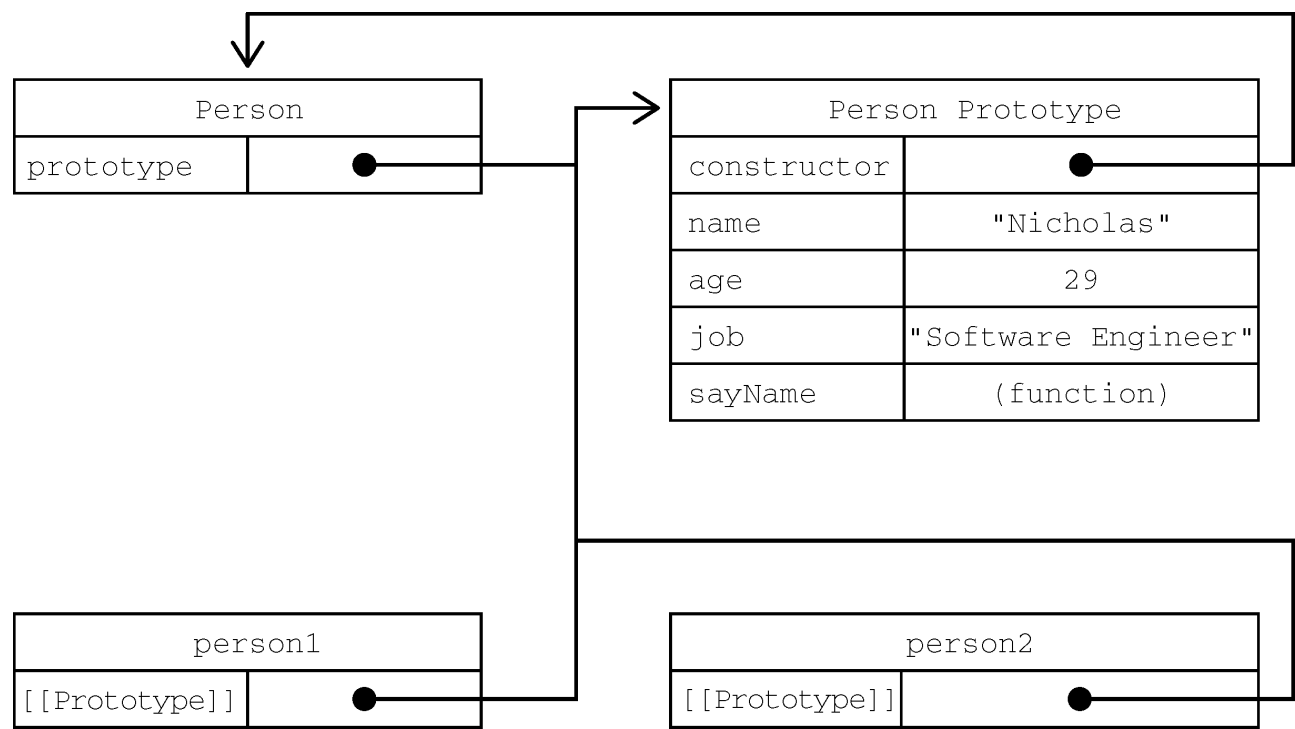 Person
prototype
Person Prototype
constructor
name "Nicholas"
age 29
job "Software Engineer"
sayName (function)
person1
[[Prototype]]
person2
[[Prototype]]